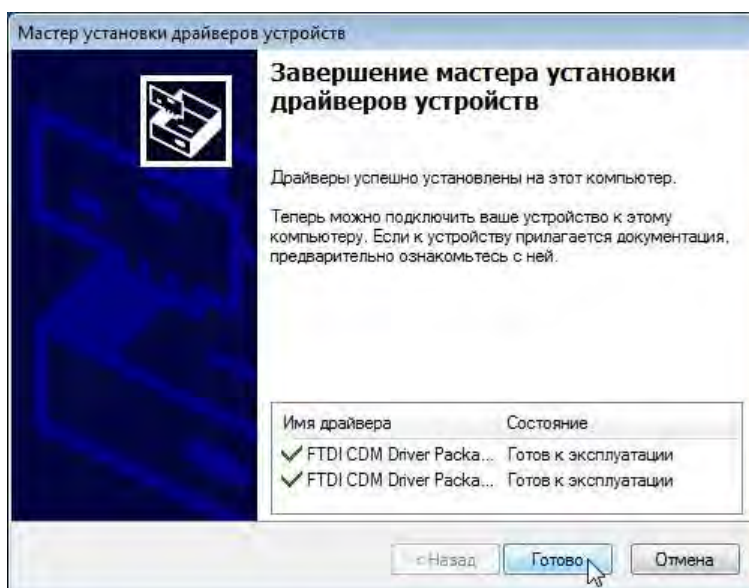 Мастер установки драйверов устройств
Завершение мастера установки
драйверов устройств
Драйверы успешно установлены на этот компьютер.
Теперь можно подключить ваше устройство к этому
компьютеру. Если к устройству прилагается документация,
предварительно ознакомьтесь с ней.
Имя драйвера Состояние
FTDI CDM Driver Packa... Готов к эксплуатации
FTDI CDM Driver Packa... Готов к эксплуатации
< Назад Готово Отмена